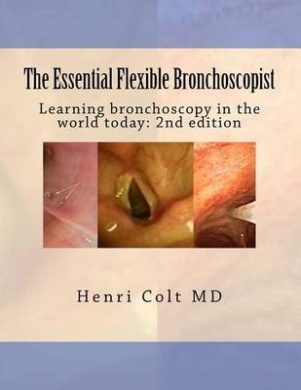 The Essential Flexible Bronchoscopist
Learning bronchoscopy in the
world today: 2nd edition
Henri Colt MD